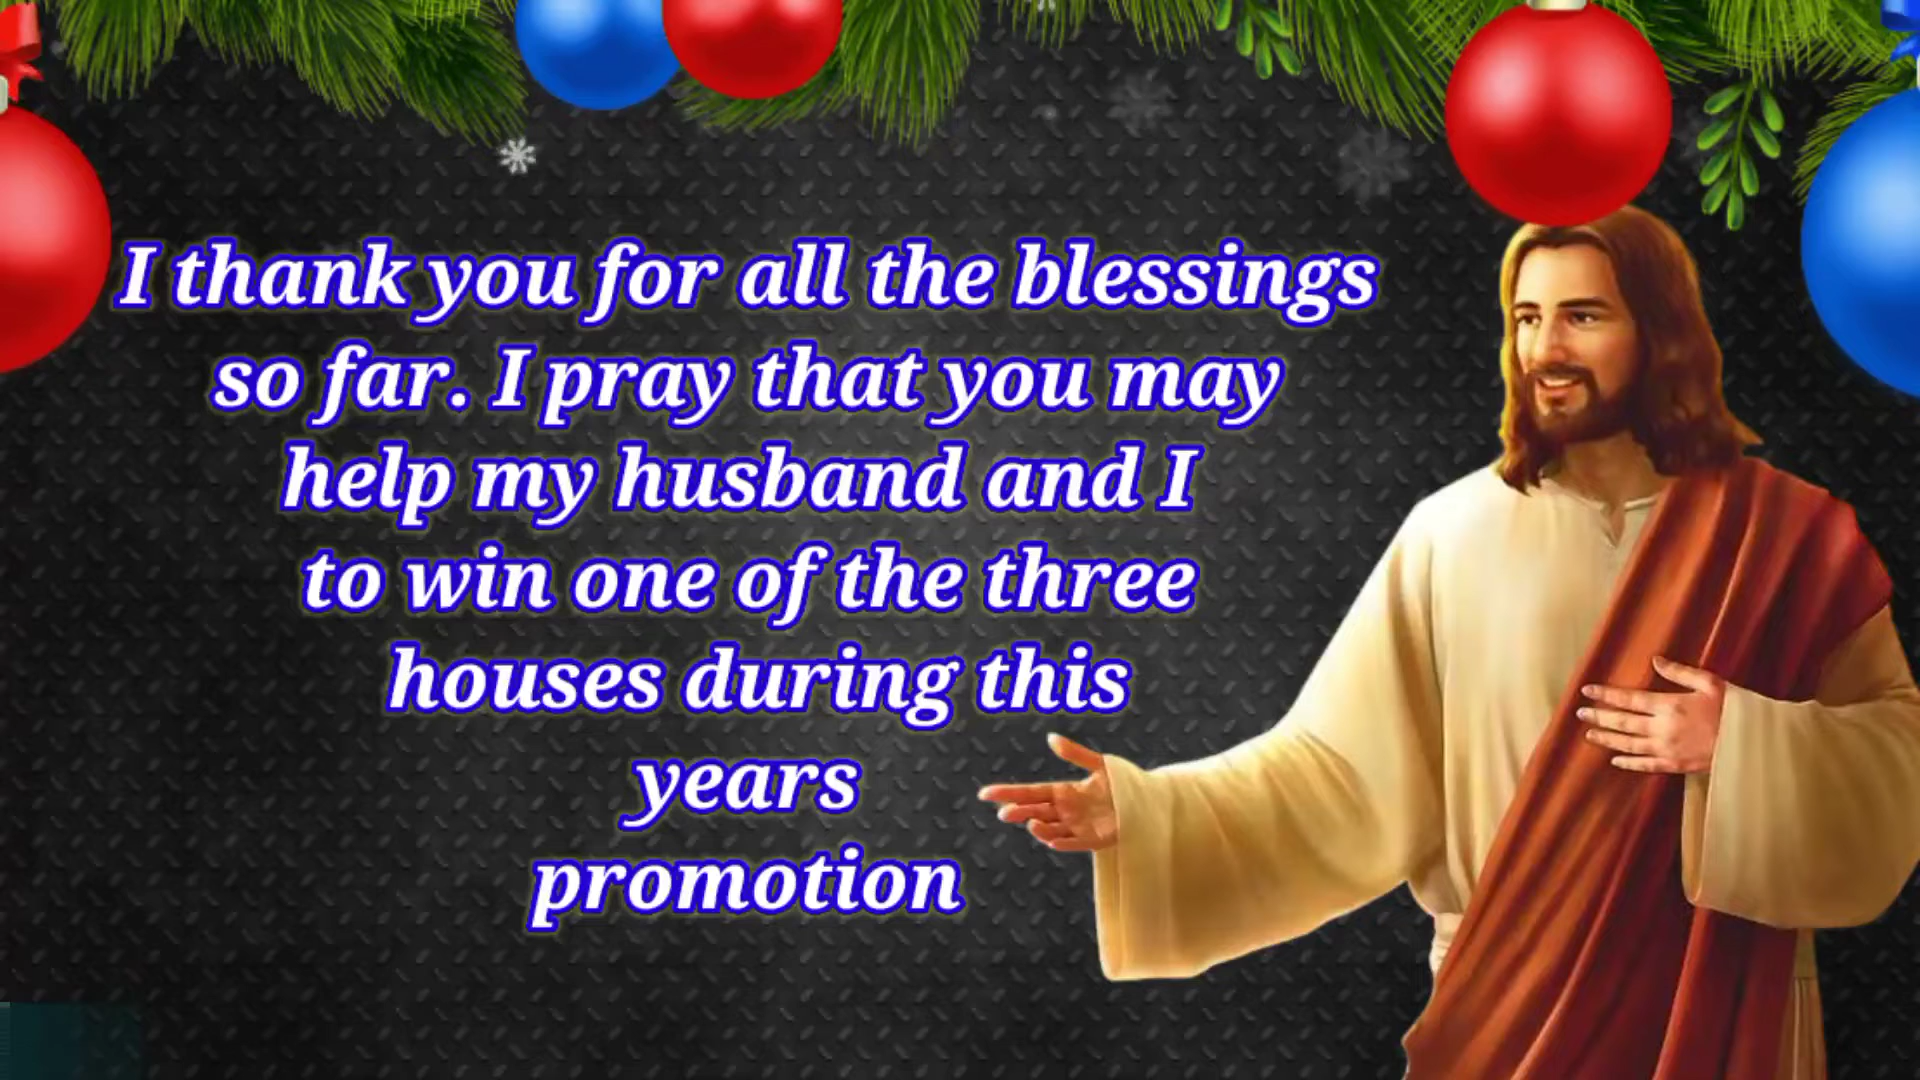 I thank you for all the blessings
so far. I pray that you may
help my husband and I
to win one of the three
houses during this
years
promotion